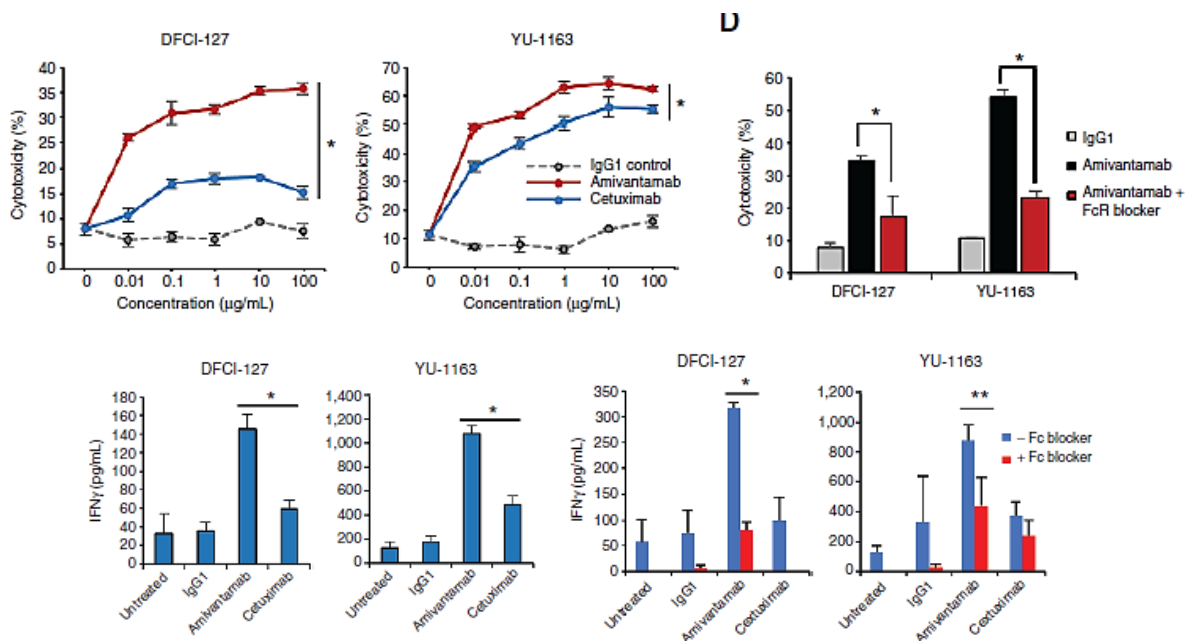 D
DFCI-127
Cytotoxicity (%)
40
35
30
25
20
15
10
5
0
*
0 0.01 0.1 1 10 100
Concentration (µg/mL)
YU-1163
Cytotoxicity (%)
70
60
50
40
30
20
10
0
*
IgG1 control
Amivantamab
Cetuximab
0 0.01 0.1 1 10 100
Concentration (µg/mL)
Cytotoxicity (%)
60
50
40
30
20
10
0
*
*
DFCI-127 YU-1163
IgG1
Amivantamab
Amivantamab +
FcR blocker
DFCI-127
IFNγ (pg/mL)
180
160
140
120
100
80
60
40
20
0
*
Untreated IgG1 Amivantamab Cetuximab
YU-1163
1,400
1,200
1,000
800
600
400
200
0
*
Untreated IgG1 Amivantamab Cetuximab
DFCI-127
IFNγ (pg/mL)
350
300
250
200
150
100
50
0
*
Untreated IgG1 Amivantamab Cextuximab
YU-1163
1,200
1,000
800
600
400
200
0
**
– Fc blocker
+ Fc blocker
Untreated IgG1 Amivantamab Cextuximab